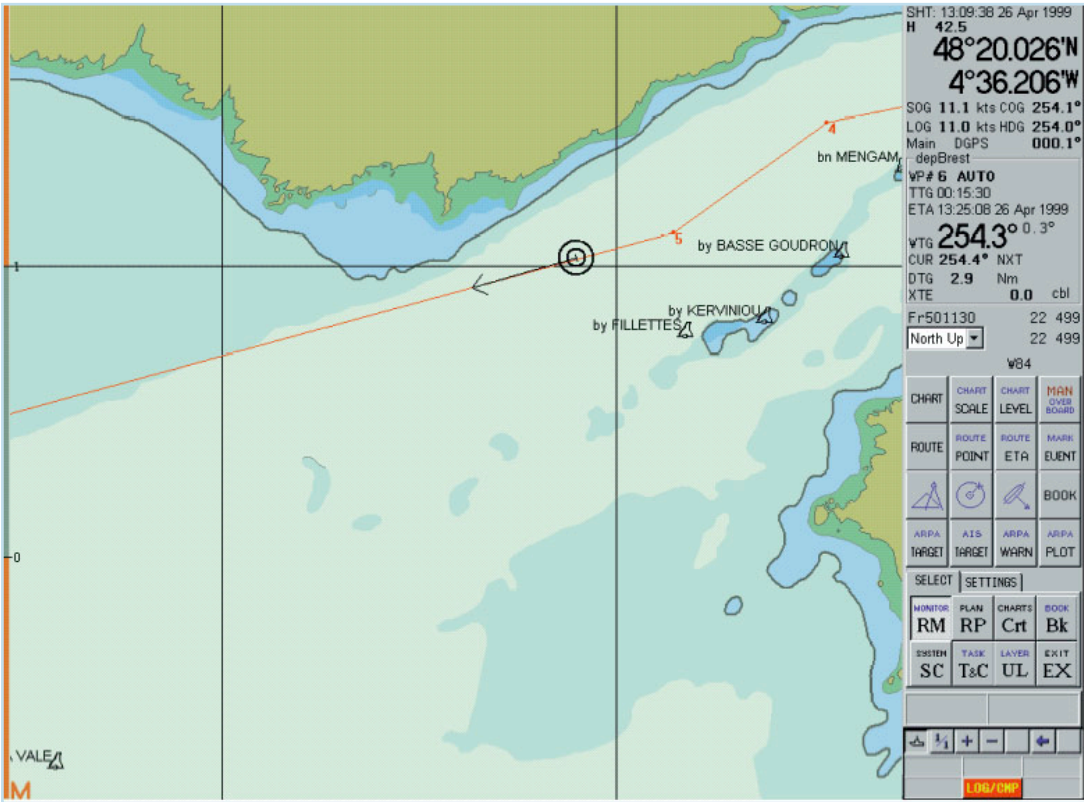 SHT: 13:09:38 26 Apr 1999
H 42.5
48°20.026'N
4°36.206'W
SOG 11.1 kts COG 254.1°
LOG 11.0 kts HDG 254.0°
Main DGPS 000.1°
depBrest
WP# 6 AUTO
TTG 00:15:30
ETA 13:25:08 26 Apr 1999
WTG 254.3° 0.3°
CUR 254.4° NXT
DTG 2.9 Nm
XTE 0.0 cbl
Fr501130 22 499
North Up 22 499
W84
CHART
CHART SCALE
CHART LEVEL
MAN OVER BOARD
ROUTE
ROUTE POINT
ROUTE ETA
MARK EVENT
BOOK
ARPA TARGET
AIS TARGET
ARPA WARN
ARPA PLOT
SELECT SETTINGS
MONITOR RM
PLAN RP
CHARTS Crt
BOOK Bk
SYSTEM SC
TASK T&C
LAYER UL
EXIT EX
1/1 + -
LOG/CMP
4
bn MENGAM
5
by BASSE GOUDRON
1
by KERVINIOU
by FILLETTES
0
VALE
M